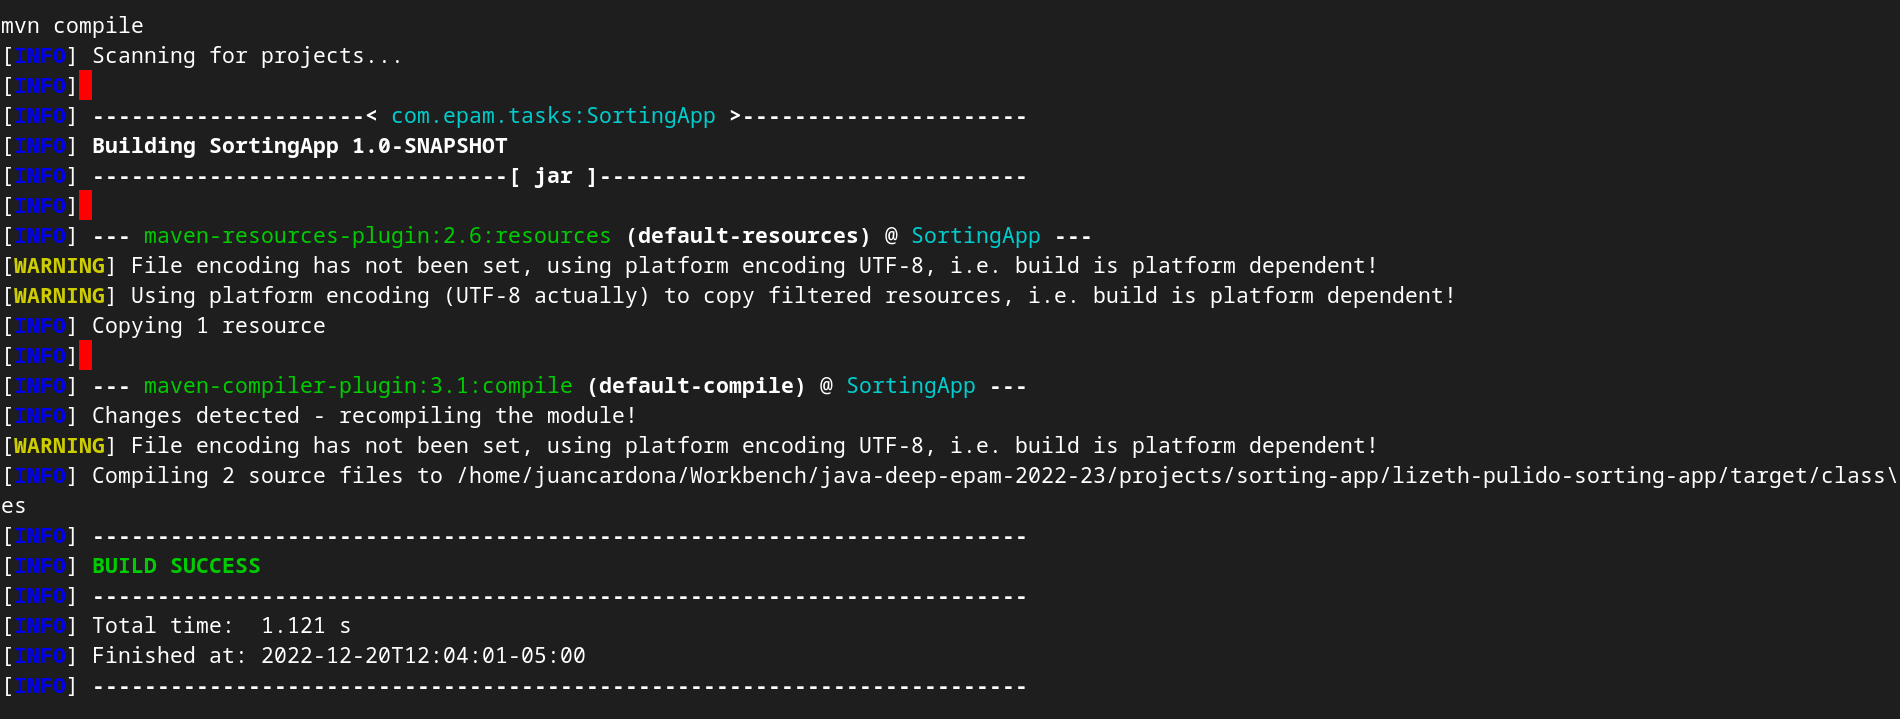 mvn compile
[INFO] Scanning for projects...
[INFO]
[INFO] ---------------------< com.epam.tasks:SortingApp >----------------------
[INFO] Building SortingApp 1.0-SNAPSHOT
[INFO] --------------------------------[ jar ]---------------------------------
[INFO]
[INFO] --- maven-resources-plugin:2.6:resources (default-resources) @ SortingApp ---
[WARNING] File encoding has not been set, using platform encoding UTF-8, i.e. build is platform dependent!
[WARNING] Using platform encoding (UTF-8 actually) to copy filtered resources, i.e. build is platform dependent!
[INFO] Copying 1 resource
[INFO]
[INFO] --- maven-compiler-plugin:3.1:compile (default-compile) @ SortingApp ---
[INFO] Changes detected - recompiling the module!
[WARNING] File encoding has not been set, using platform encoding UTF-8, i.e. build is platform dependent!
[INFO] Compiling 2 source files to /home/juancardona/Workbench/java-deep-epam-2022-23/projects/sorting-app/lizeth-pulido-sorting-app/target/class\
es
[INFO] ------------------------------------------------------------------------
[INFO] BUILD SUCCESS
[INFO] ------------------------------------------------------------------------
[INFO] Total time:  1.121 s
[INFO] Finished at: 2022-12-20T12:04:01-05:00
[INFO] ------------------------------------------------------------------------